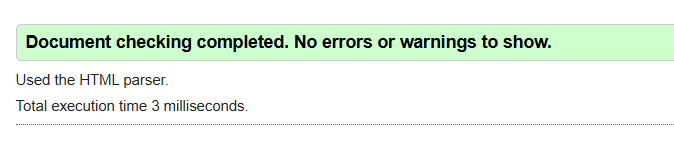 Document checking completed. No errors or warnings to show.
Used the HTML parser.
Total execution time 3 milliseconds.